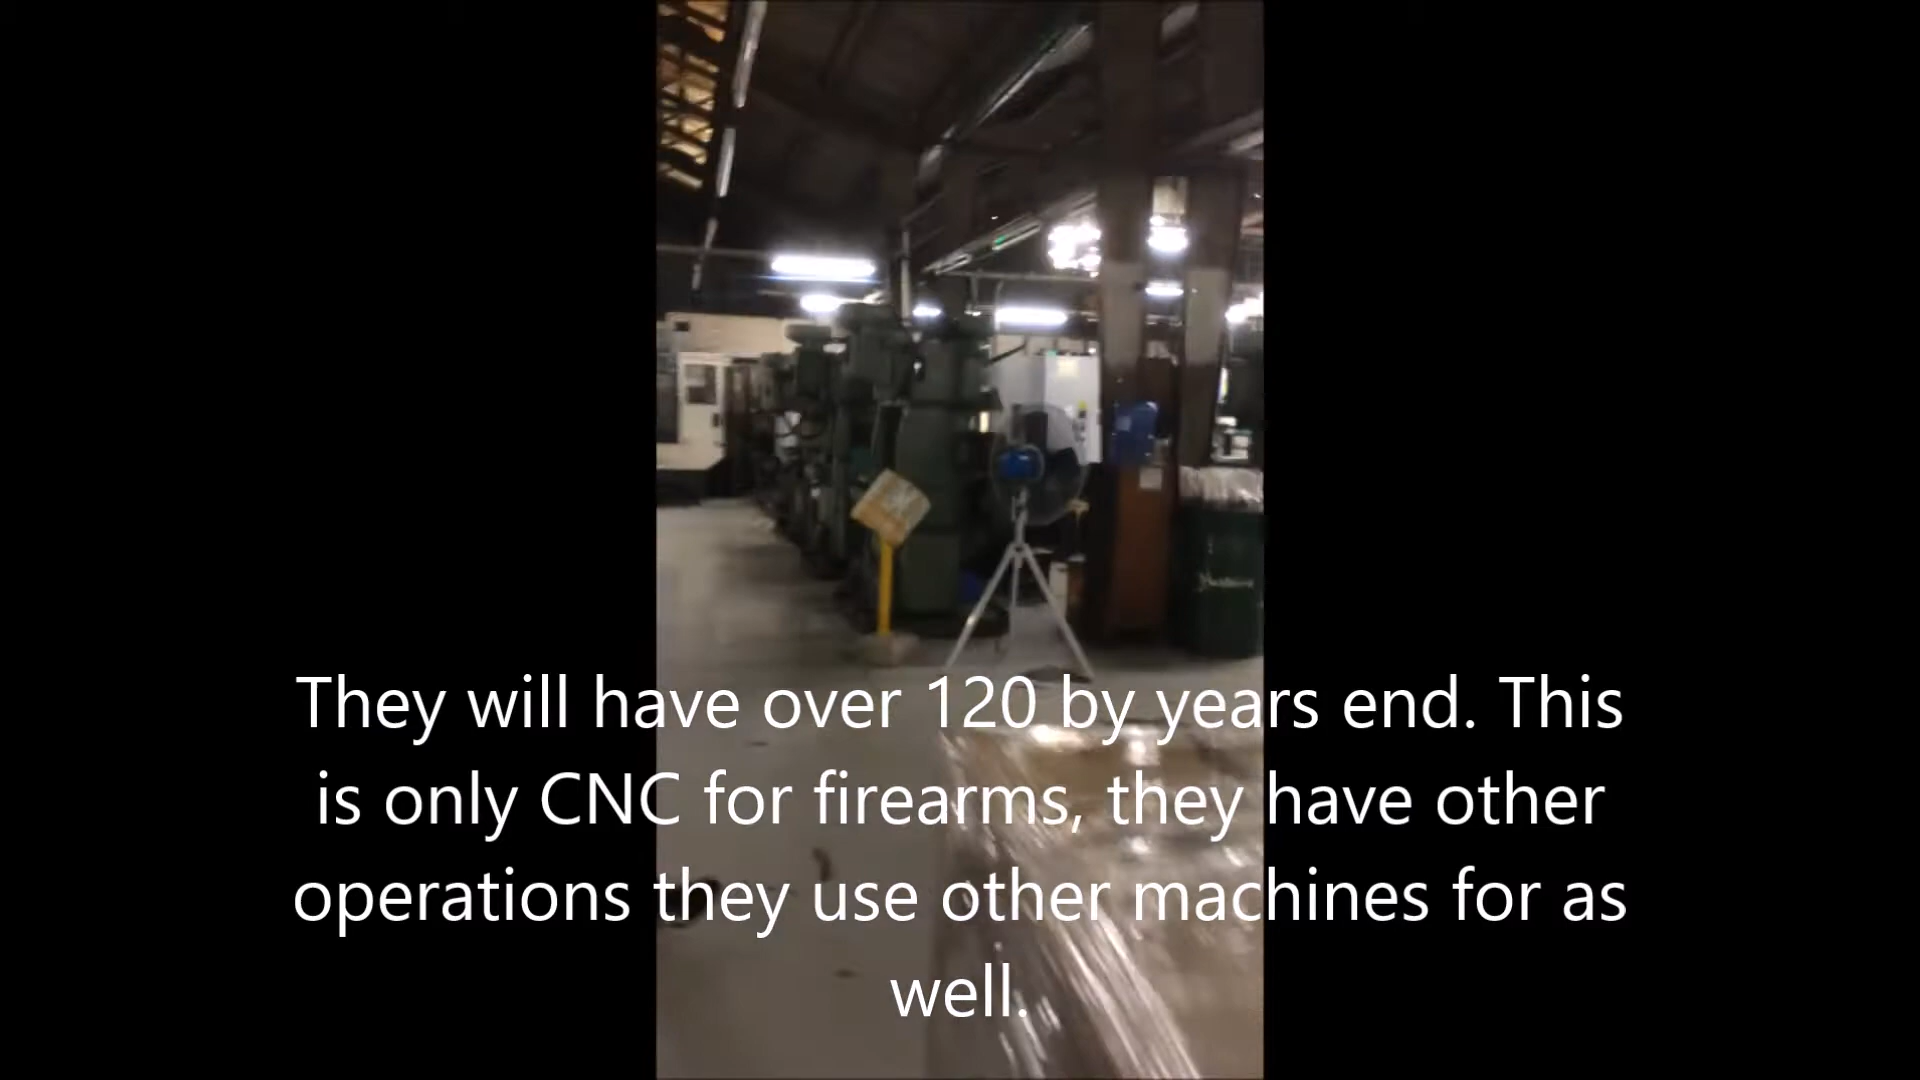 They will have over 120 by years end. This
is only CNC for firearms, they have other
operations they use other machines for as
well.